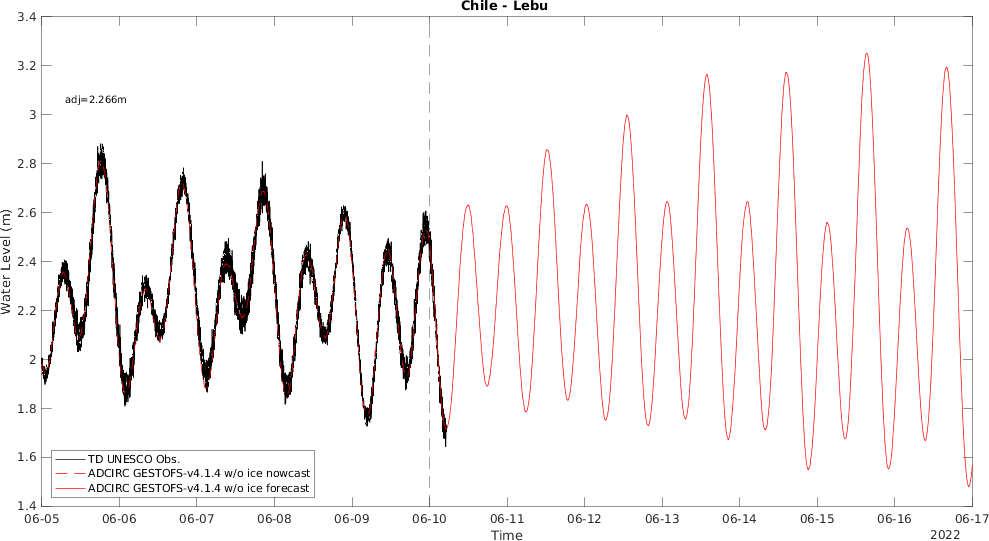 Chile - Lebu
3.4
3.2
3
2.8
2.6
2.4
2.2
2
1.8
1.6
1.4
Water Level (m)
adj=2.266m
TD UNESCO Obs.
ADCIRC GESTOFS-v4.1.4 w/o ice nowcast
ADCIRC GESTOFS-v4.1.4 w/o ice forecast
06-05 06-06 06-07 06-08 06-09 06-10 06-11 06-12 06-13 06-14 06-15 06-16 06-17
Time
2022